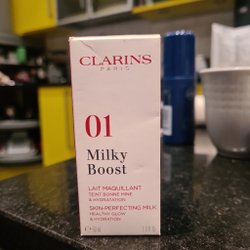 CLARINS
PARIS
01
Milky
Boost
LAIT MAQUILLANT
TEINT BONNE MINE
& HYDRATATION
SKIN-PERFECTING MILK
HEALTHY GLOW
& HYDRATION